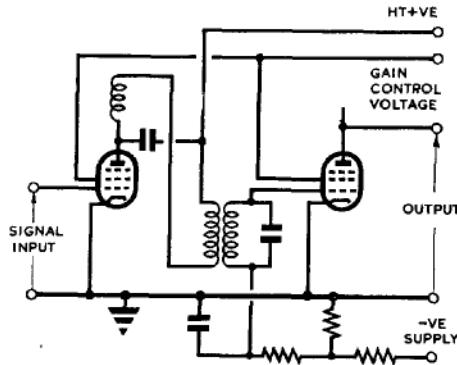 HT+VE
GAIN
CONTROL
VOLTAGE
SIGNAL
INPUT
OUTPUT
-VE
SUPPLY